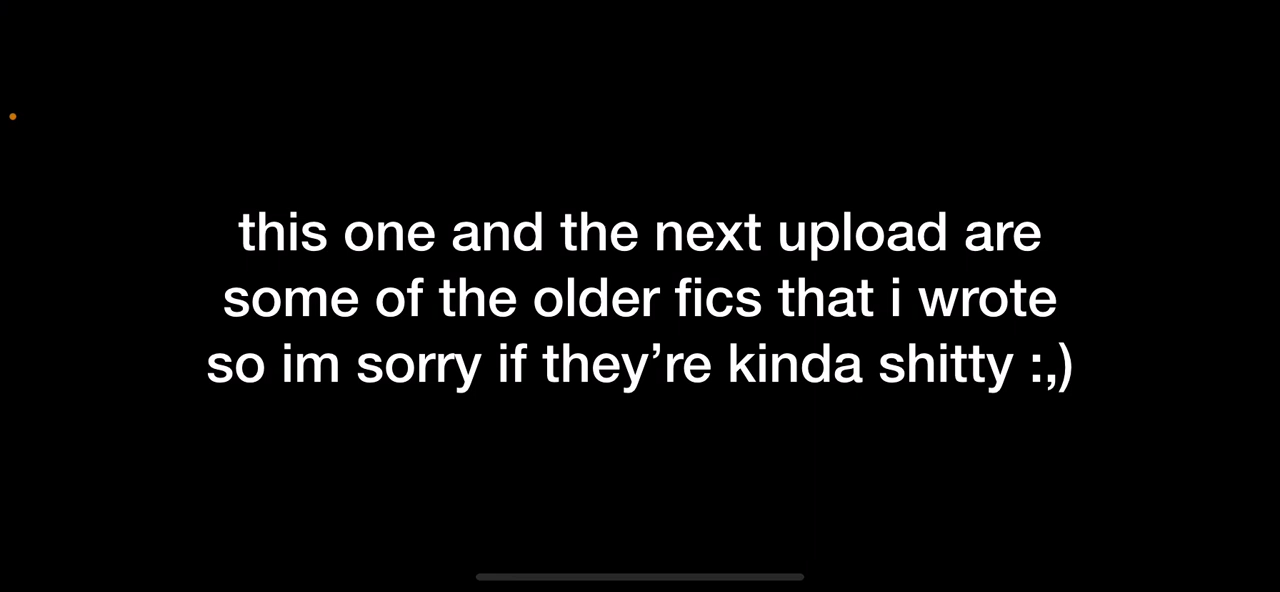 this one and the next upload are
some of the older fics that i wrote
so im sorry if they’re kinda shitty :,)